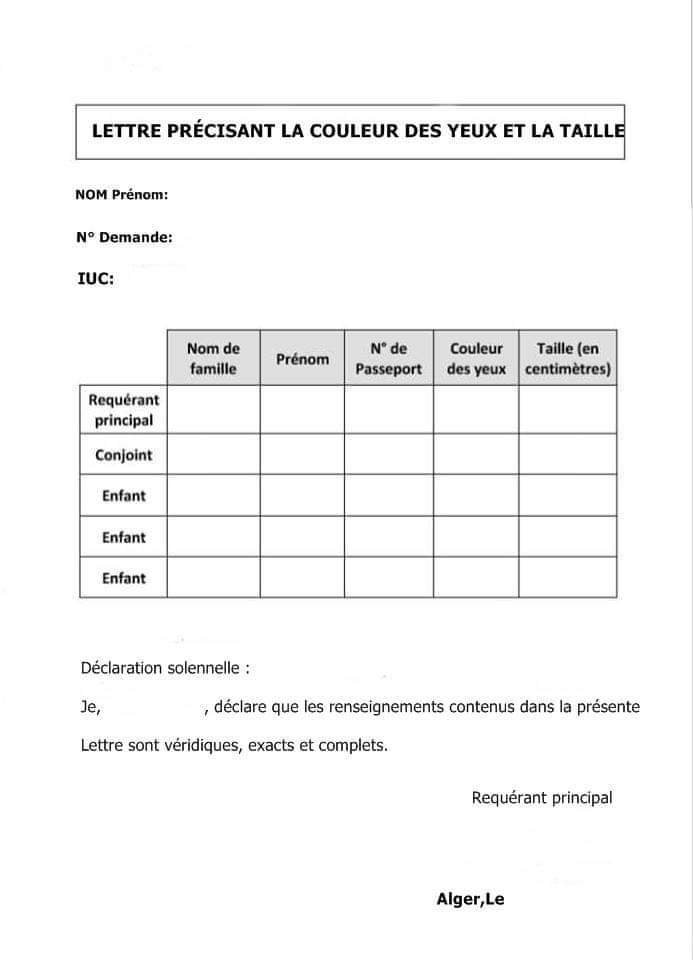 LETTRE PRÉCISANT LA COULEUR DES YEUX ET LA TAILLE
NOM Prénom:
N° Demande:
IUC:
Nom de famille Prénom N° de Passeport Couleur des yeux Taille (en centimètres)
Requérant principal
Conjoint
Enfant
Enfant
Enfant
Déclaration solennelle :
Je, , déclare que les renseignements contenus dans la présente
Lettre sont véridiques, exacts et complets.
Requérant principal
Alger,Le